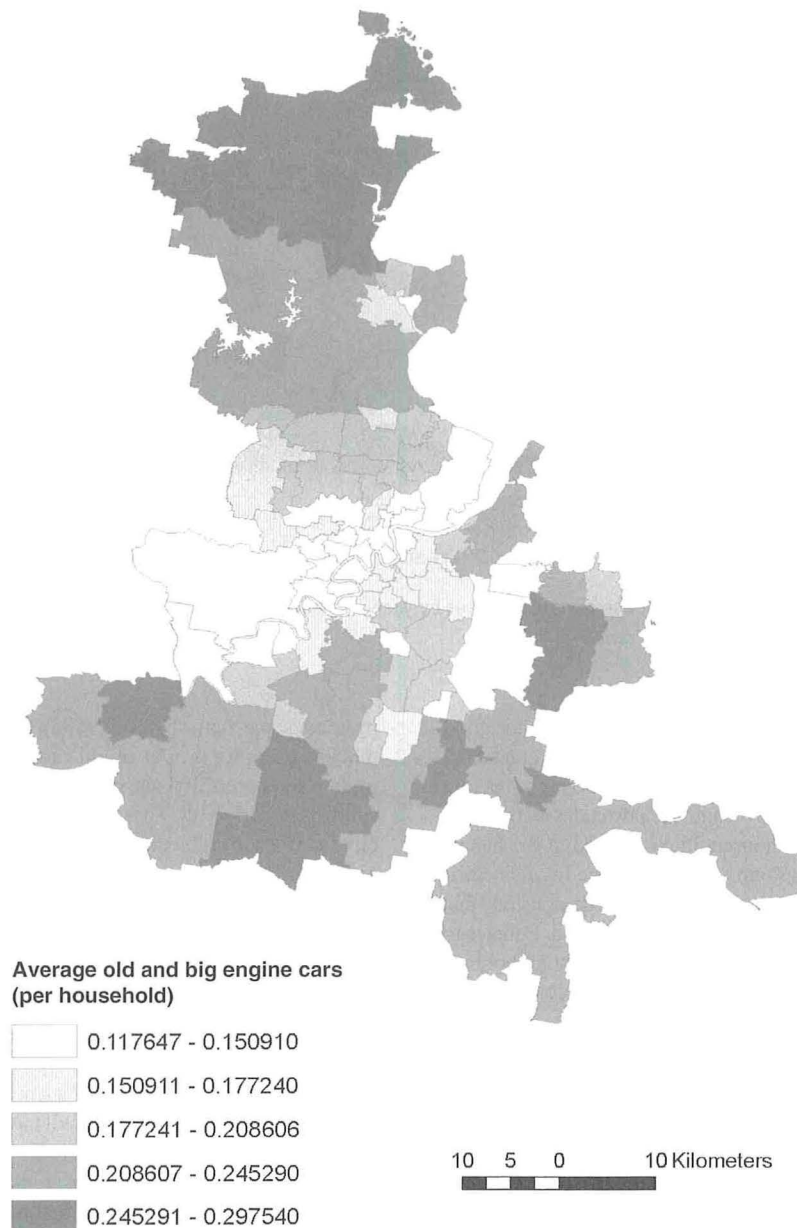 Average old and big engine cars
(per household)
0.117647 - 0.150910
0.150911 - 0.177240
0.177241 - 0.208606
0.208607 - 0.245290
0.245291 - 0.297540
10 5 0 10 Kilometers